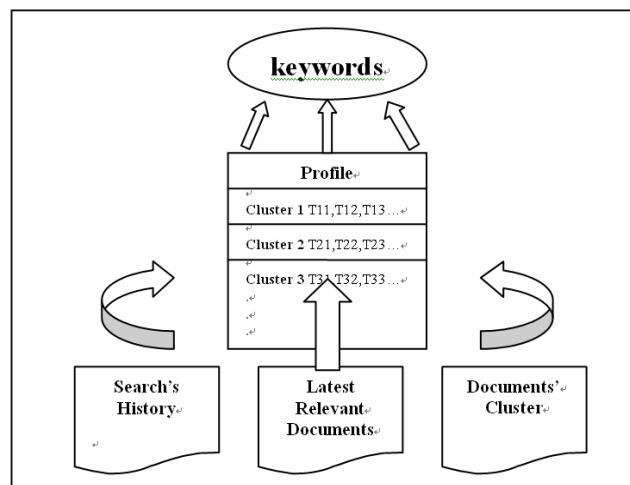 keywords
Profile
Cluster 1 T11,T12,T13…
Cluster 2 T21,T22,T23…
Cluster 3 T31,T32,T33…
.
.
.
Search’s
History
Latest
Relevant
Documents
Documents’
Cluster